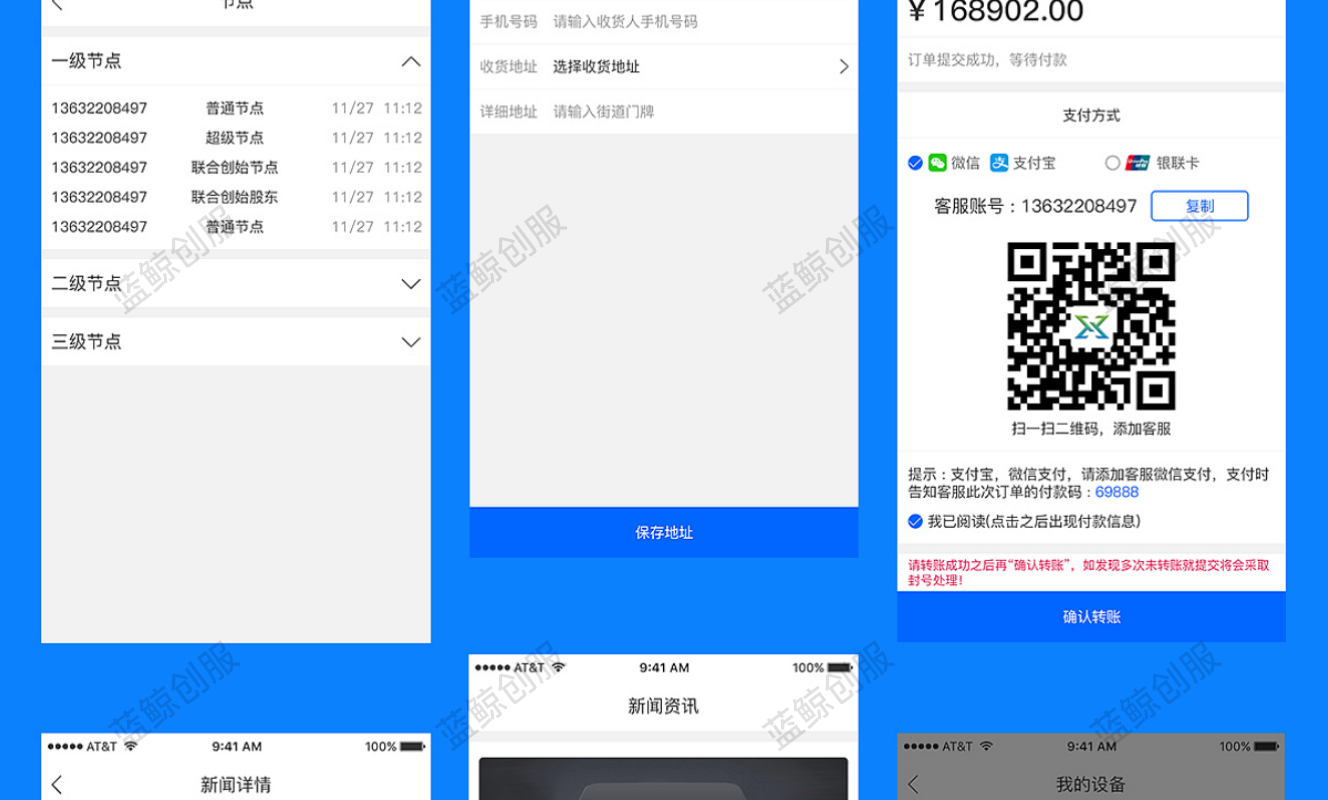 节点
一级节点
13632208497 普通节点 11/27 11:12
13632208497 超级节点 11/27 11:12
13632208497 联合创始节点 11/27 11:12
13632208497 联合创始股东 11/27 11:12
13632208497 普通节点 11/27 11:12
二级节点
三级节点
手机号码 请输入收货人手机号码
收货地址 选择收货地址
详细地址 请输入街道门牌
保存地址
¥168902.00
订单提交成功，等待付款
支付方式
微信 支付宝 银联卡
客服账号：13632208497 复制
扫一扫二维码，添加客服
提示：支付宝，微信支付，请添加客服微信支付，支付时
告知客服此次订单的付款码：69888
我已阅读(点击之后出现付款信息)
请转账成功之后再“确认转账”，如发现多次未转账就提交将会采取
封号处理！
确认转账
AT&T 9:41 AM 100%
新闻详情
AT&T 9:41 AM 100%
新闻资讯
AT&T 9:41 AM 100%
我的设备
蓝鲸创服
蓝鲸创服
蓝鲸创服
蓝鲸创服
蓝鲸创服
蓝鲸创服
蓝鲸创服
蓝鲸创服